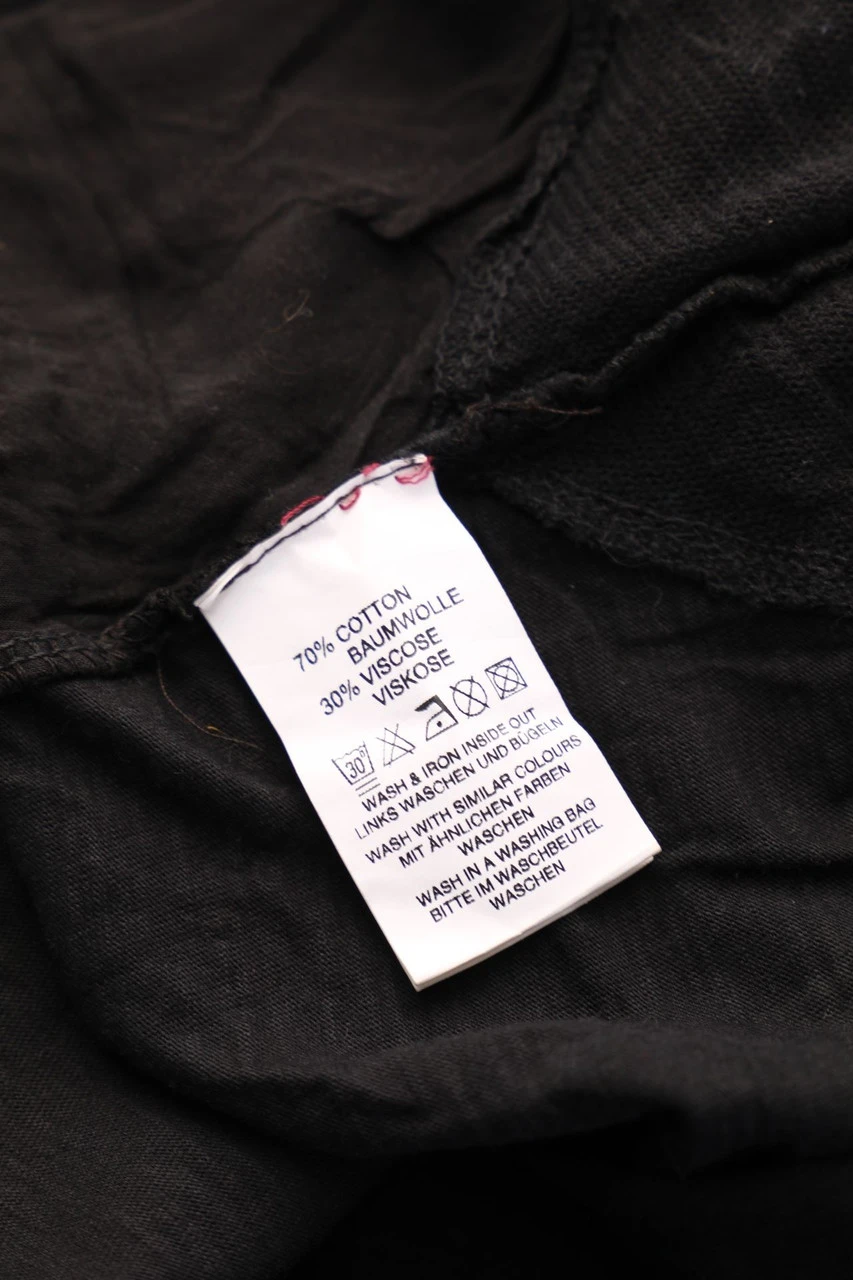 70% COTTON
BAUMWOLLE
30% VISCOSE
VISKOSE
30°
WASH & IRON INSIDE OUT
LINKS WASCHEN UND BÜGELN
WASH WITH SIMILAR COLOURS
MIT ÄHNLICHEN FARBEN
WASCHEN
WASH IN A WASHING BAG
BITTE IM WASCHBEUTEL
WASCHEN